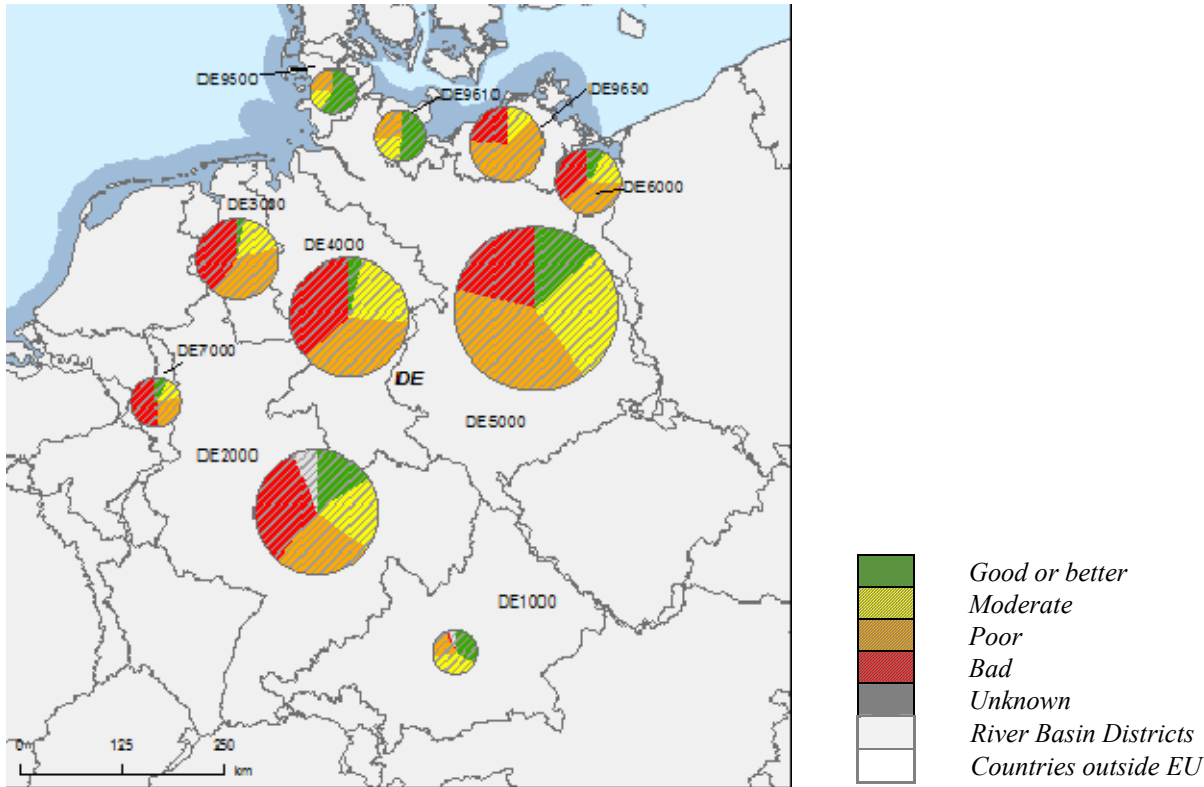 DE9500
DE9610
DE9650
DE6000
DE3000
DE4000
DE7000
DE
DE5000
DE2000
DE1000
0
125
250
km
Good or better
Moderate
Poor
Bad
Unknown
River Basin Districts
Countries outside EU